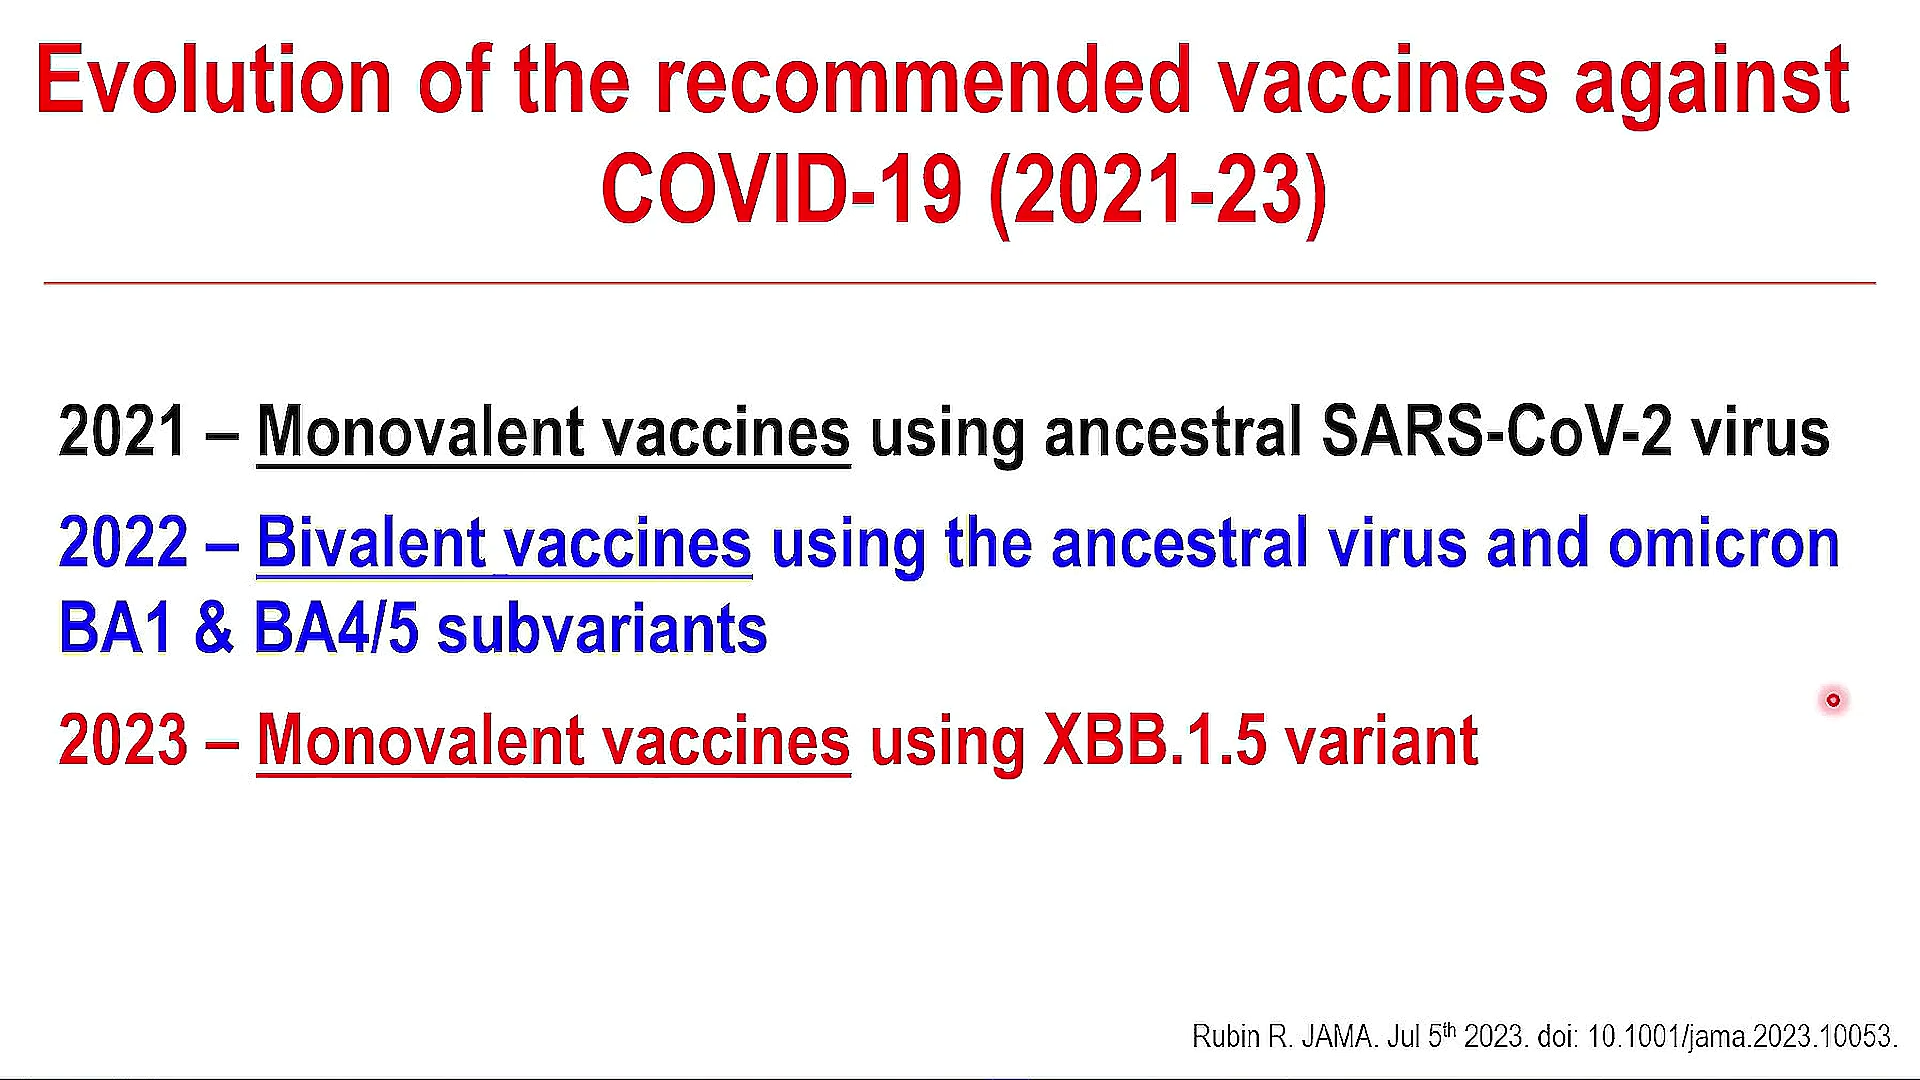 Evolution of the recommended vaccines against
COVID-19 (2021-23)
2021 – Monovalent vaccines using ancestral SARS-CoV-2 virus
2022 – Bivalent vaccines using the ancestral virus and omicron
BA1 & BA4/5 subvariants
2023 – Monovalent vaccines using XBB.1.5 variant
Rubin R. JAMA. Jul 5th 2023. doi: 10.1001/jama.2023.10053.